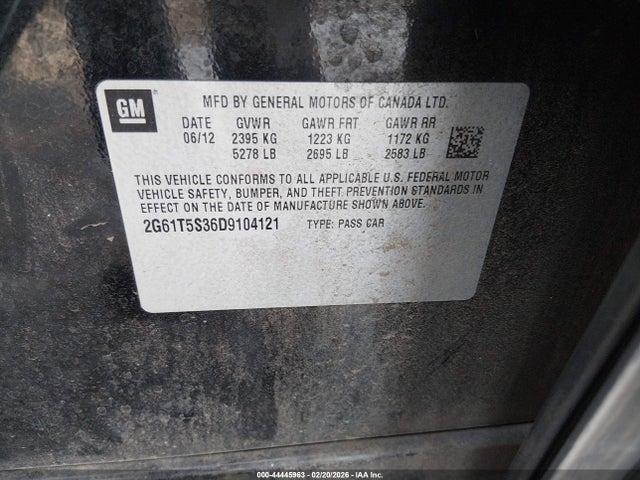 GM
MFD BY GENERAL MOTORS OF CANADA LTD.
DATE GVWR GAWR FRT GAWR RR
06/12 2395 KG 1223 KG 1172 KG
5278 LB 2695 LB 2583 LB
THIS VEHICLE CONFORMS TO ALL APPLICABLE U.S. FEDERAL MOTOR
VEHICLE SAFETY, BUMPER, AND THEFT PREVENTION STANDARDS
IN EFFECT ON THE DATE OF MANUFACTURE SHOWN ABOVE.
2G61T5S36D9104121 TYPE: PASS CAR
000-44445963 - 02/20/2026 - IAA Inc.